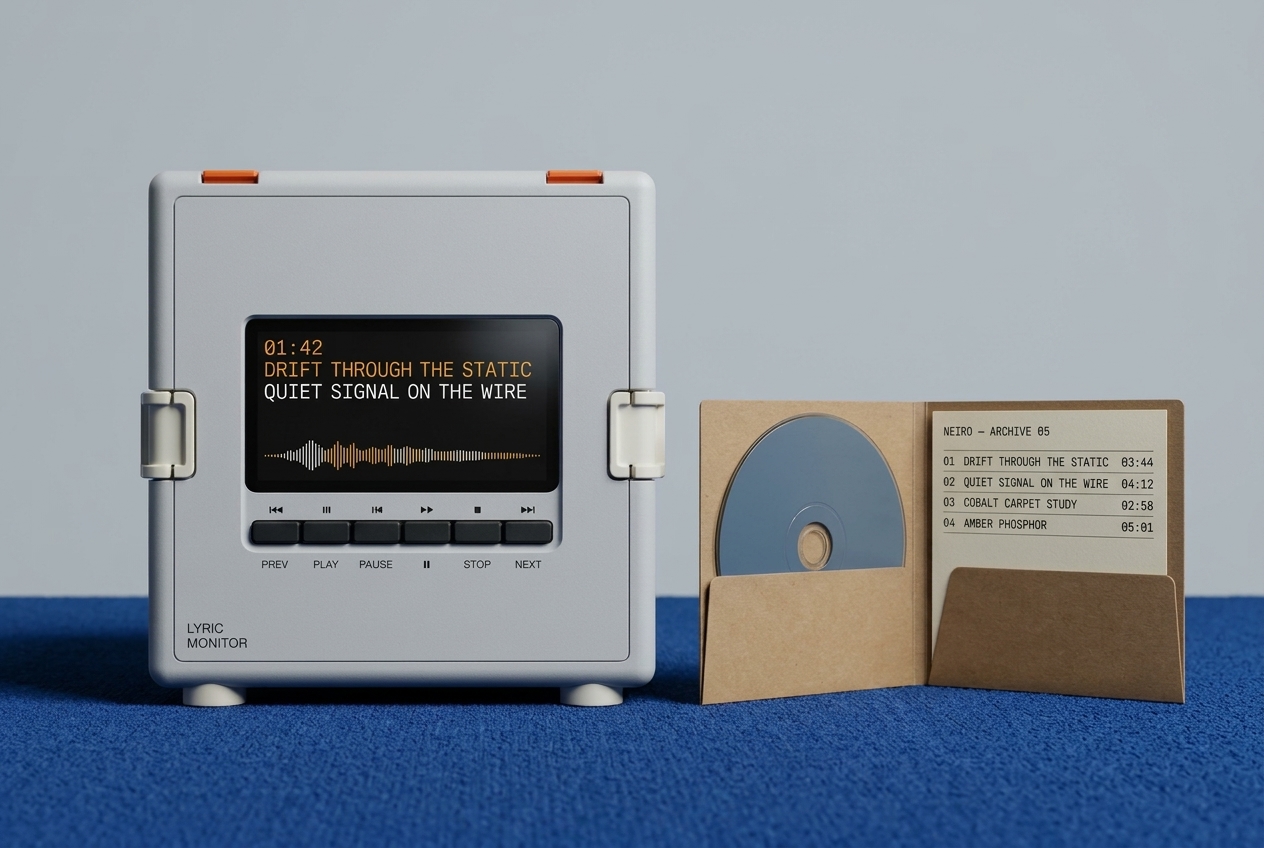 01:42
DRIFT THROUGH THE STATIC
QUIET SIGNAL ON THE WIRE
PREV PLAY PAUSE STOP NEXT
LYRIC
MONITOR
NEIRO — ARCHIVE 05
01 DRIFT THROUGH THE STATIC 03:44
02 QUIET SIGNAL ON THE WIRE 04:12
03 COBALT CARPET STUDY 02:58
04 AMBER PHOSPHOR 05:01